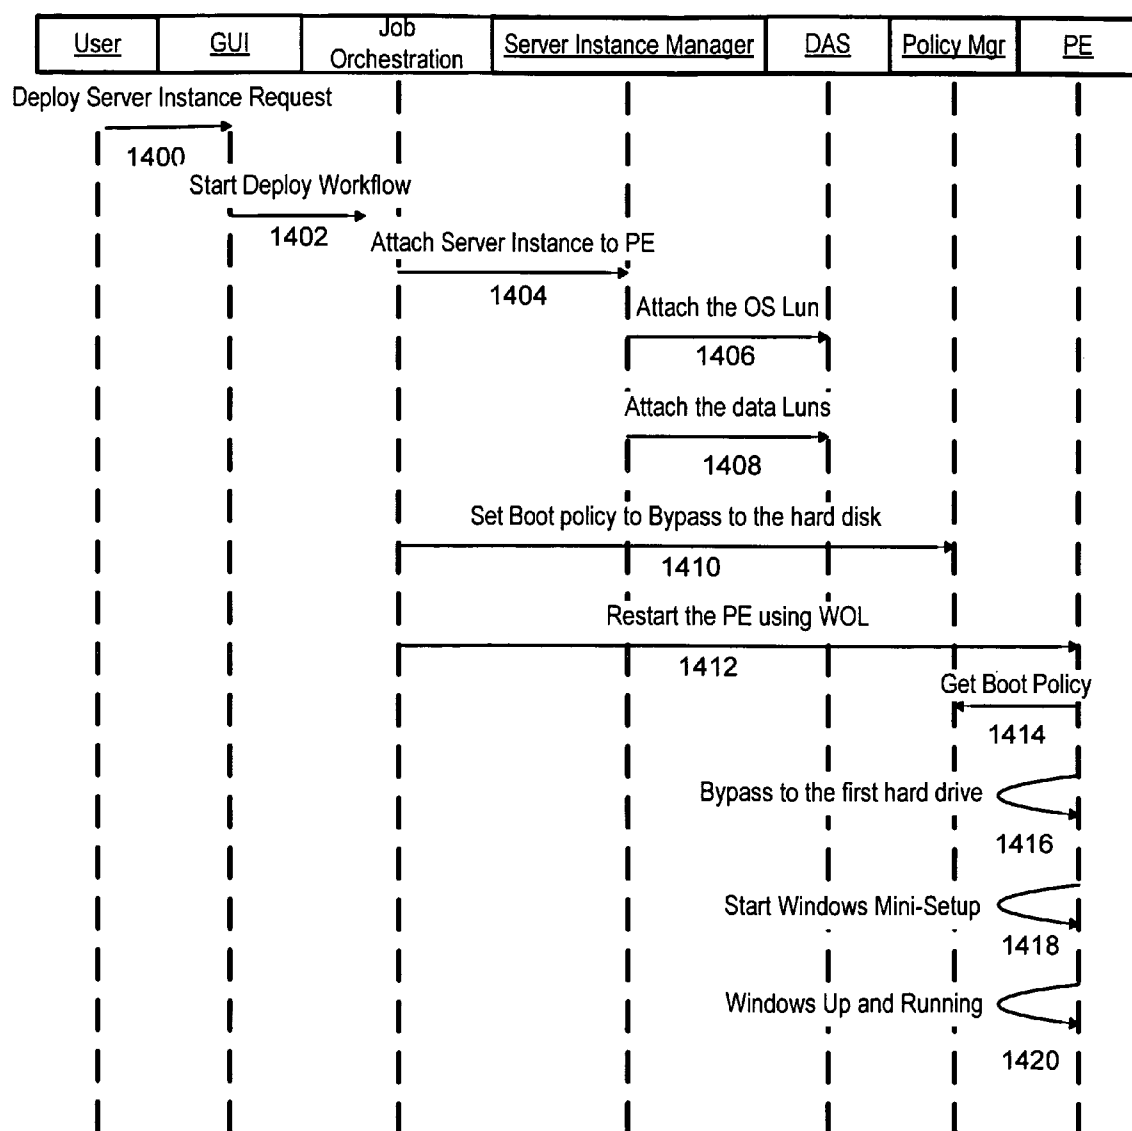 User
GUI
Job
Orchestration
Server Instance Manager
DAS
Policy Mgr
PE
Deploy Server Instance Request
1400
Start Deploy Workflow
1402
Attach Server Instance to PE
1404
Attach the OS Lun
1406
Attach the data Luns
1408
Set Boot policy to Bypass to the hard disk
1410
Restart the PE using WOL
1412
Get Boot Policy
1414
Bypass to the first hard drive
1416
Start Windows Mini-Setup
1418
Windows Up and Running
1420